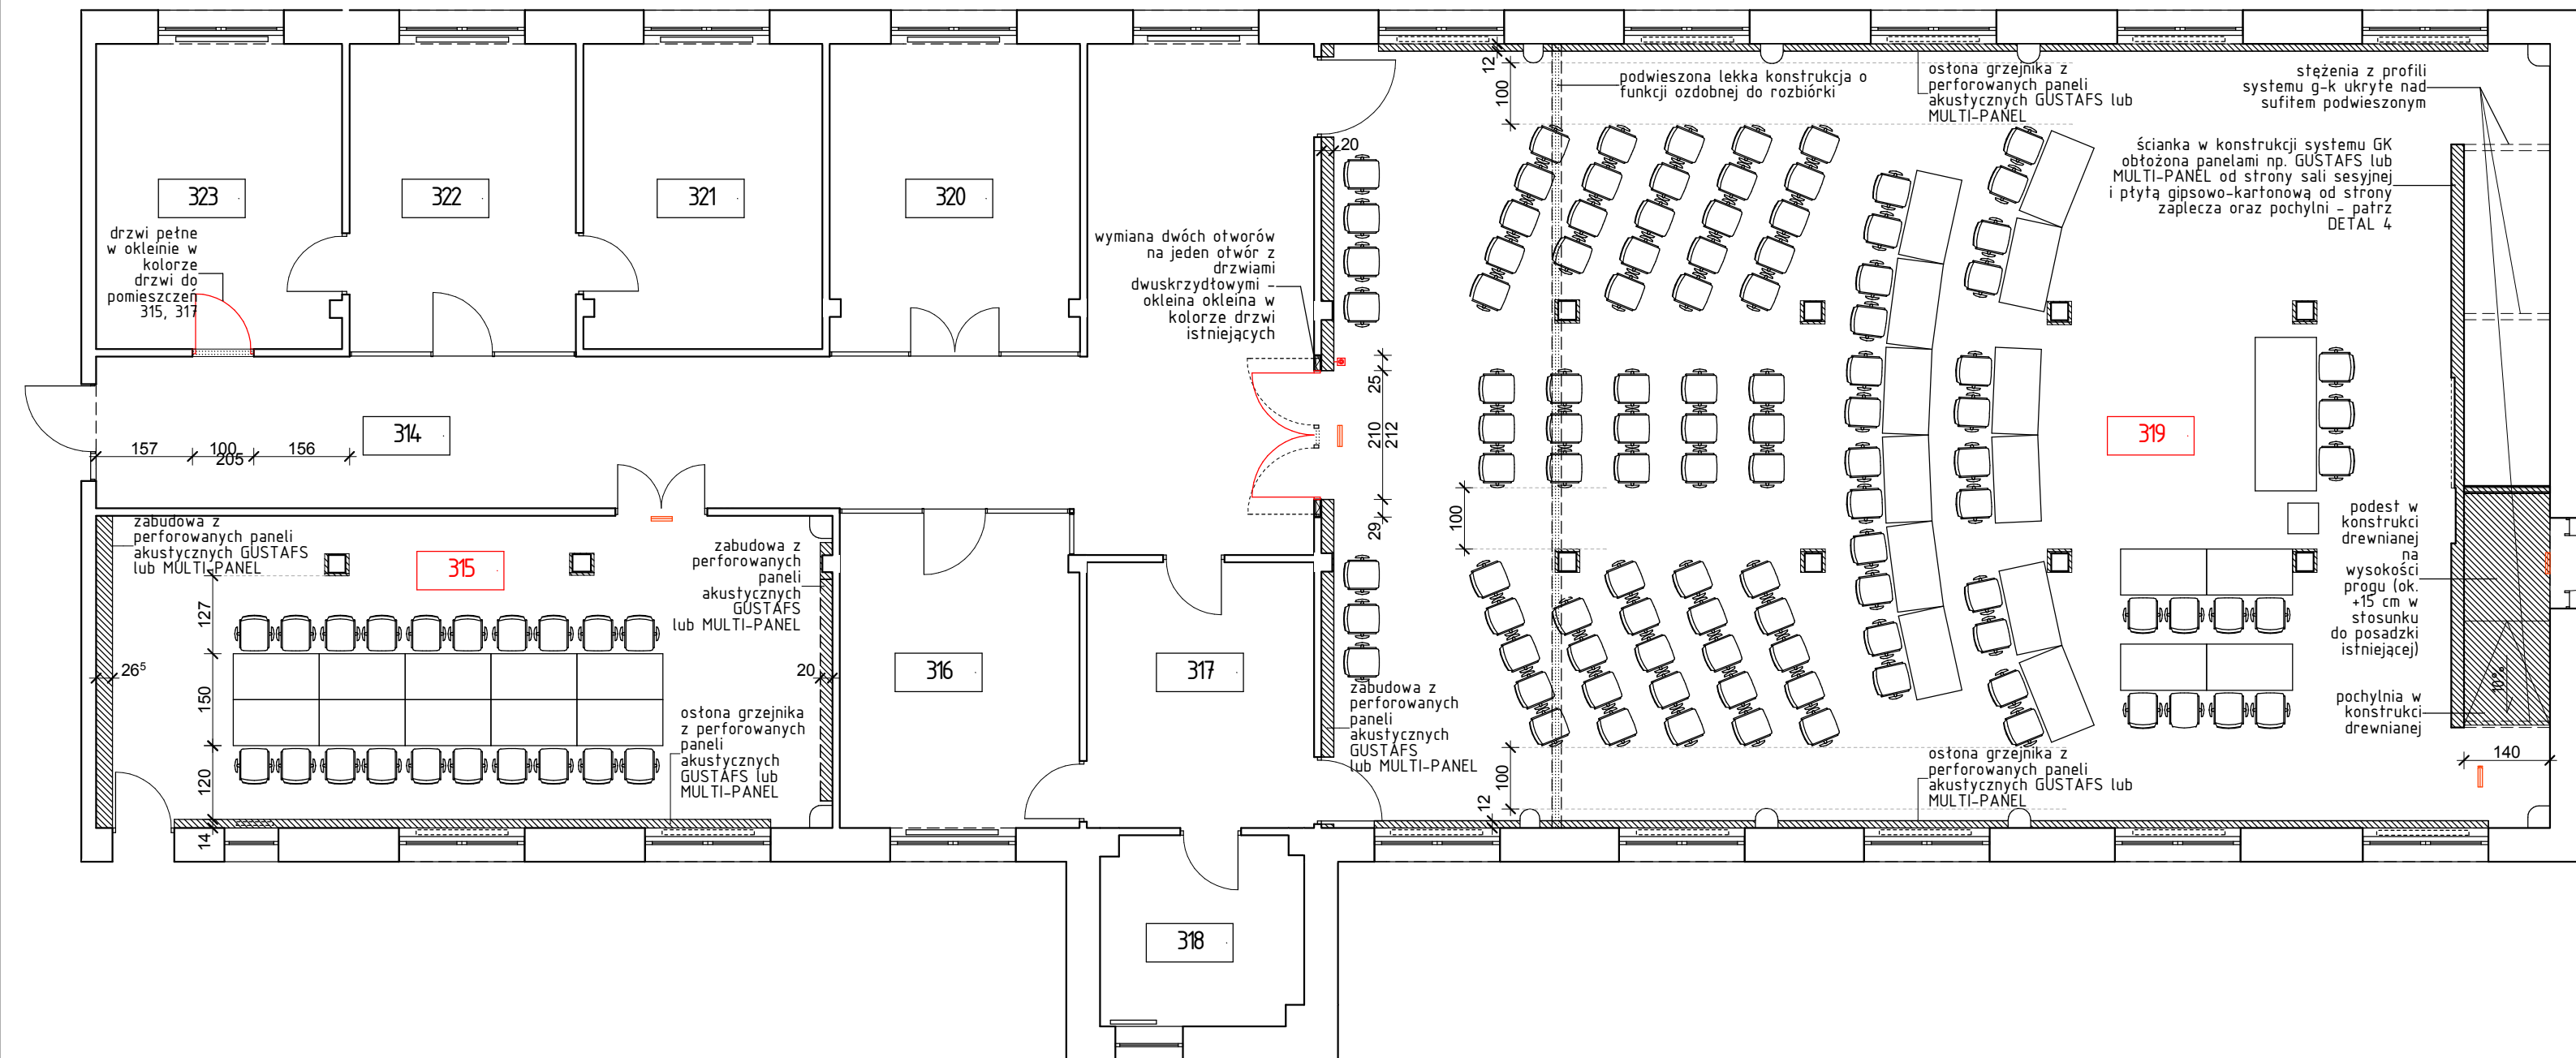 podwieszona lekka konstrukcja o
funkcji ozdobnej do rozbiórki
osłona grzejnika z
perforowanych paneli
akustycznych GUSTAFS lub
MULTI-PANEL
stężenia z profili
systemu g-k ukryte nad
sufitem podwieszonym
ścianka w konstrukcji systemu GK
obłożona panelami np. GUSTAFS lub
MULTI-PANEL od strony sali sesyjnej
i płytą gipsowo-kartonową od strony
zaplecza oraz pochylni - patrz
DETAL 4
12
100
20
323
322
321
320
drzwi pełne
w okleinie w
kolorze
drzwi do
pomieszczeń
315, 317
wymiana dwóch otworów
na jeden otwór z
drzwiami
dwuskrzydłowymi -
okleina okleina w
kolorze drzwi
istniejących
25
210
212
29
100
314
157
100
205
156
319
zabudowa z
perforowanych paneli
akustycznych GUSTAFS
lub MULTI-PANEL
315
zabudowa z
perforowanych
paneli
akustycznych
GUSTAFS
lub MULTI-PANEL
127
26⁵
150
20
120
14
osłona grzejnika
z perforowanych
paneli
akustycznych
GUSTAFS lub
MULTI-PANEL
316
317
318
zabudowa z
perforowanych
paneli
akustycznych
GUSTAFS
lub MULTI-PANEL
12
100
osłona grzejnika z
perforowanych paneli
akustycznych GUSTAFS lub
MULTI-PANEL
podest w
konstrukcji
drewnianej
na
wysokości
progu (ok.
+15 cm w
stosunku
do posadzki
istniejącej)
pochylnia w
konstrukcji
drewnianej
140